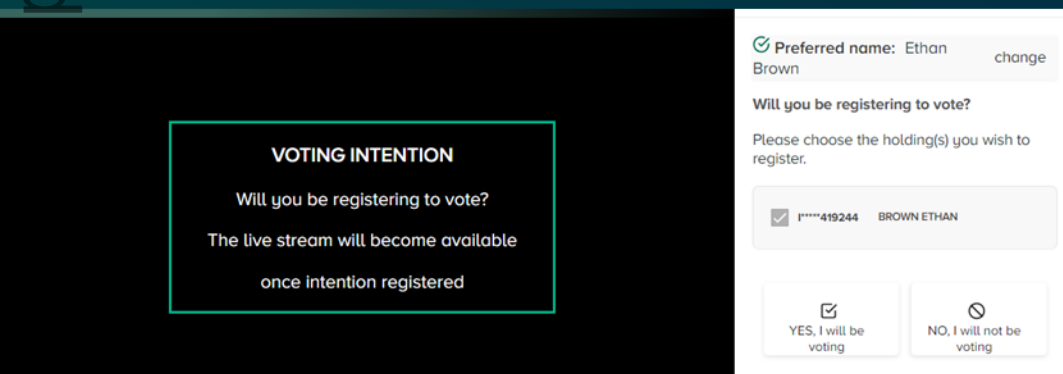 VOTING INTENTION
Will you be registering to vote?
The live stream will become available
once intention registered
Preferred name: Ethan
Brown
change
Will you be registering to vote?
Please choose the holding(s) you wish to
register.
I*****419244 BROWN ETHAN
YES, I will be
voting
NO, I will not be
voting